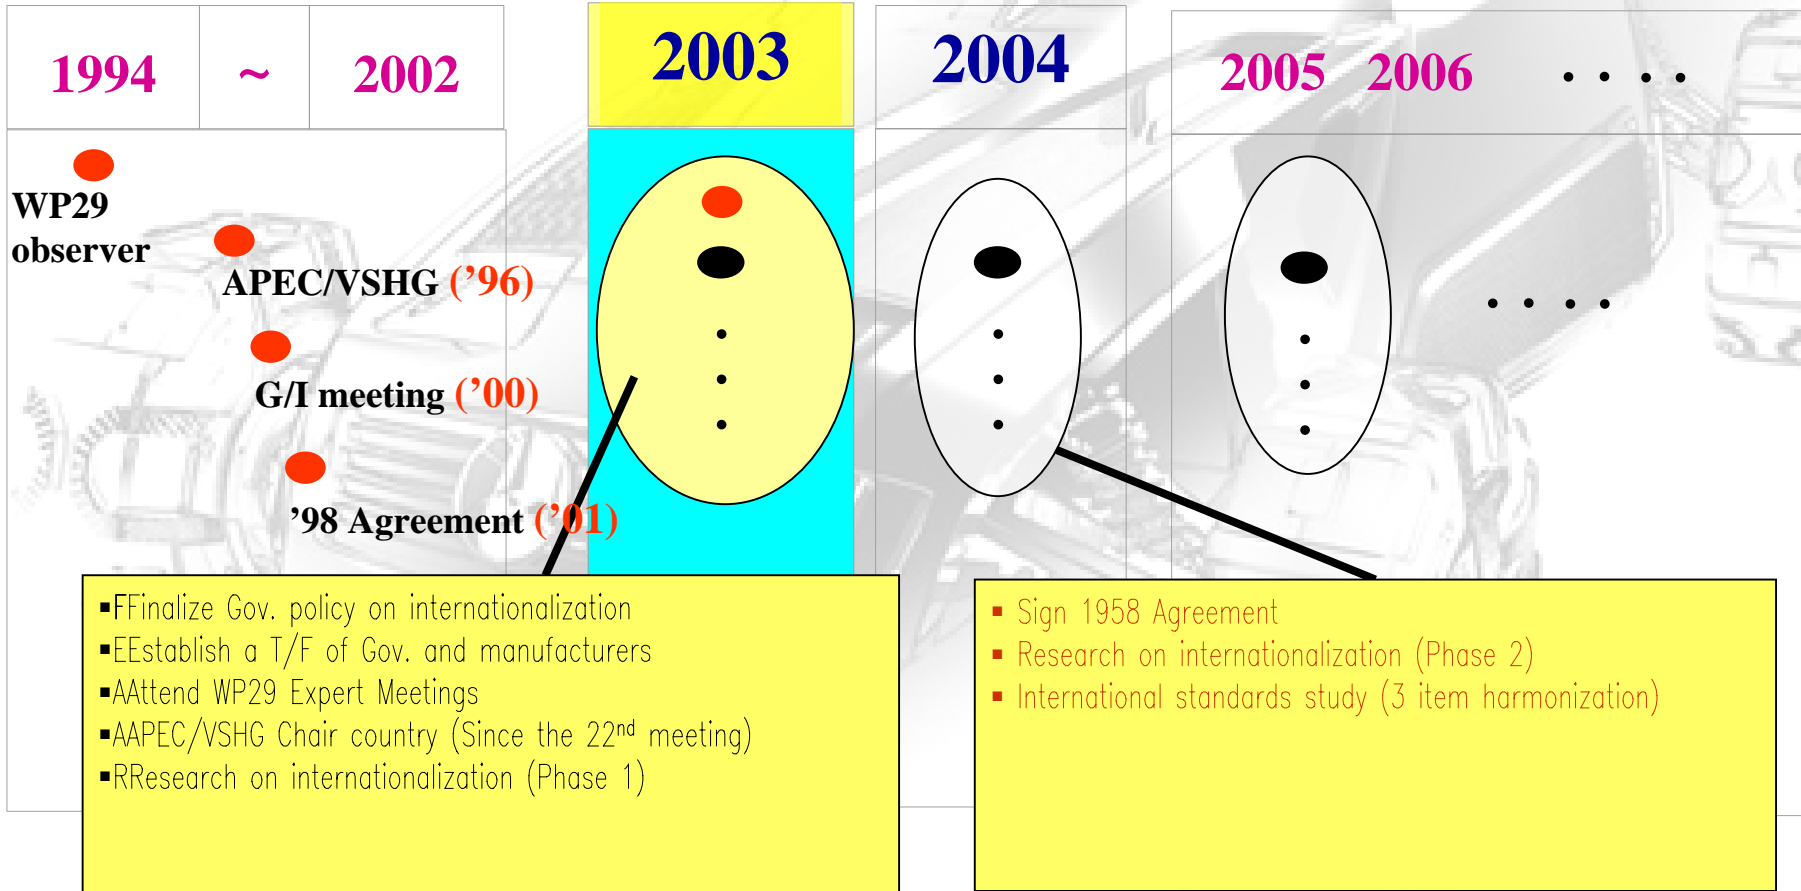 1994 ~ 2002 2003 2004 2005 2006 . . . .
WP29
observer
APEC/VSHG ('96)
G/I meeting ('00)
'98 Agreement ('01)
. . . .
▪FFinalize Gov. policy on internationalization
▪EEstablish a T/F of Gov. and manufacturers
▪AAttend WP29 Expert Meetings
▪AAPEC/VSHG Chair country (Since the 22nd meeting)
▪RResearch on internationalization (Phase 1)
▪ Sign 1958 Agreement
▪ Research on internationalization (Phase 2)
▪ International standards study (3 item harmonization)